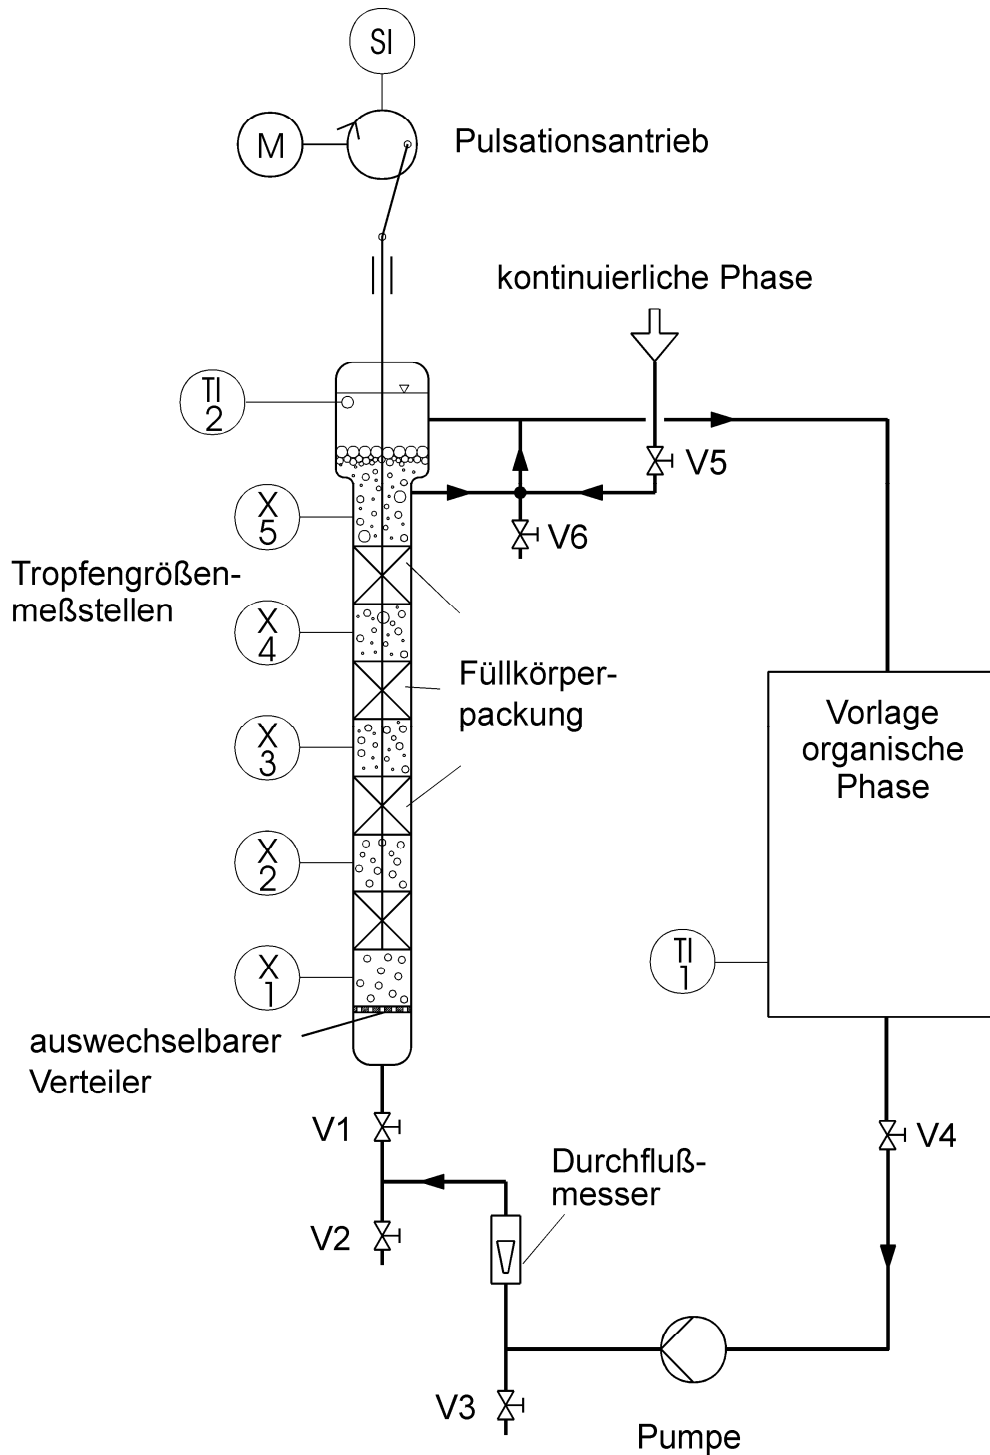 SI
M
Pulsationsantrieb
kontinuierliche Phase
TI
2
V5
X
5
V6
Tropfengrößen-
meßstellen
X
4
Füllkörper-
packung
Vorlage
organische
Phase
X
3
X
2
TI
1
X
1
auswechselbarer
Verteiler
V1
V4
Durchfluß-
messer
V2
V3
Pumpe